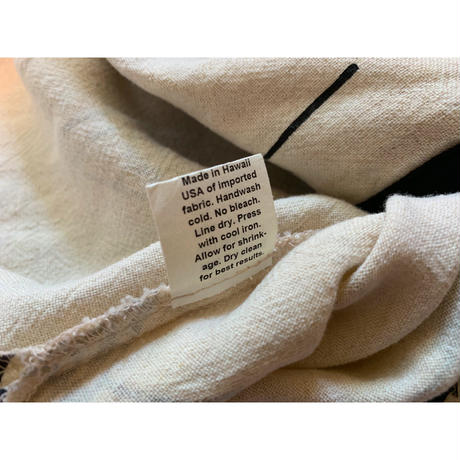 Made in Hawaii
USA of imported
fabric. Handwash
cold. No bleach.
Line dry. Press
with cool iron.
Allow for shrink-
age. Dry clean
for best results.